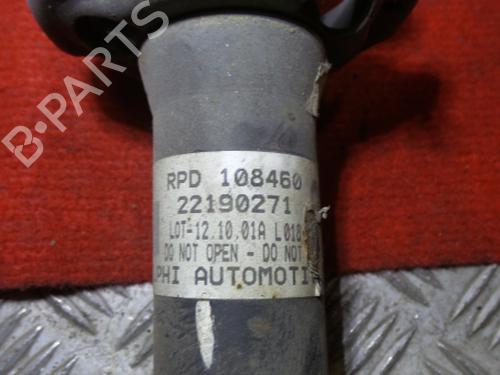 B-PARTS
RPD 108460
22190271
LOT-12.10.01A L018
DO NOT OPEN - DO NOT
PHI AUTOMOTI